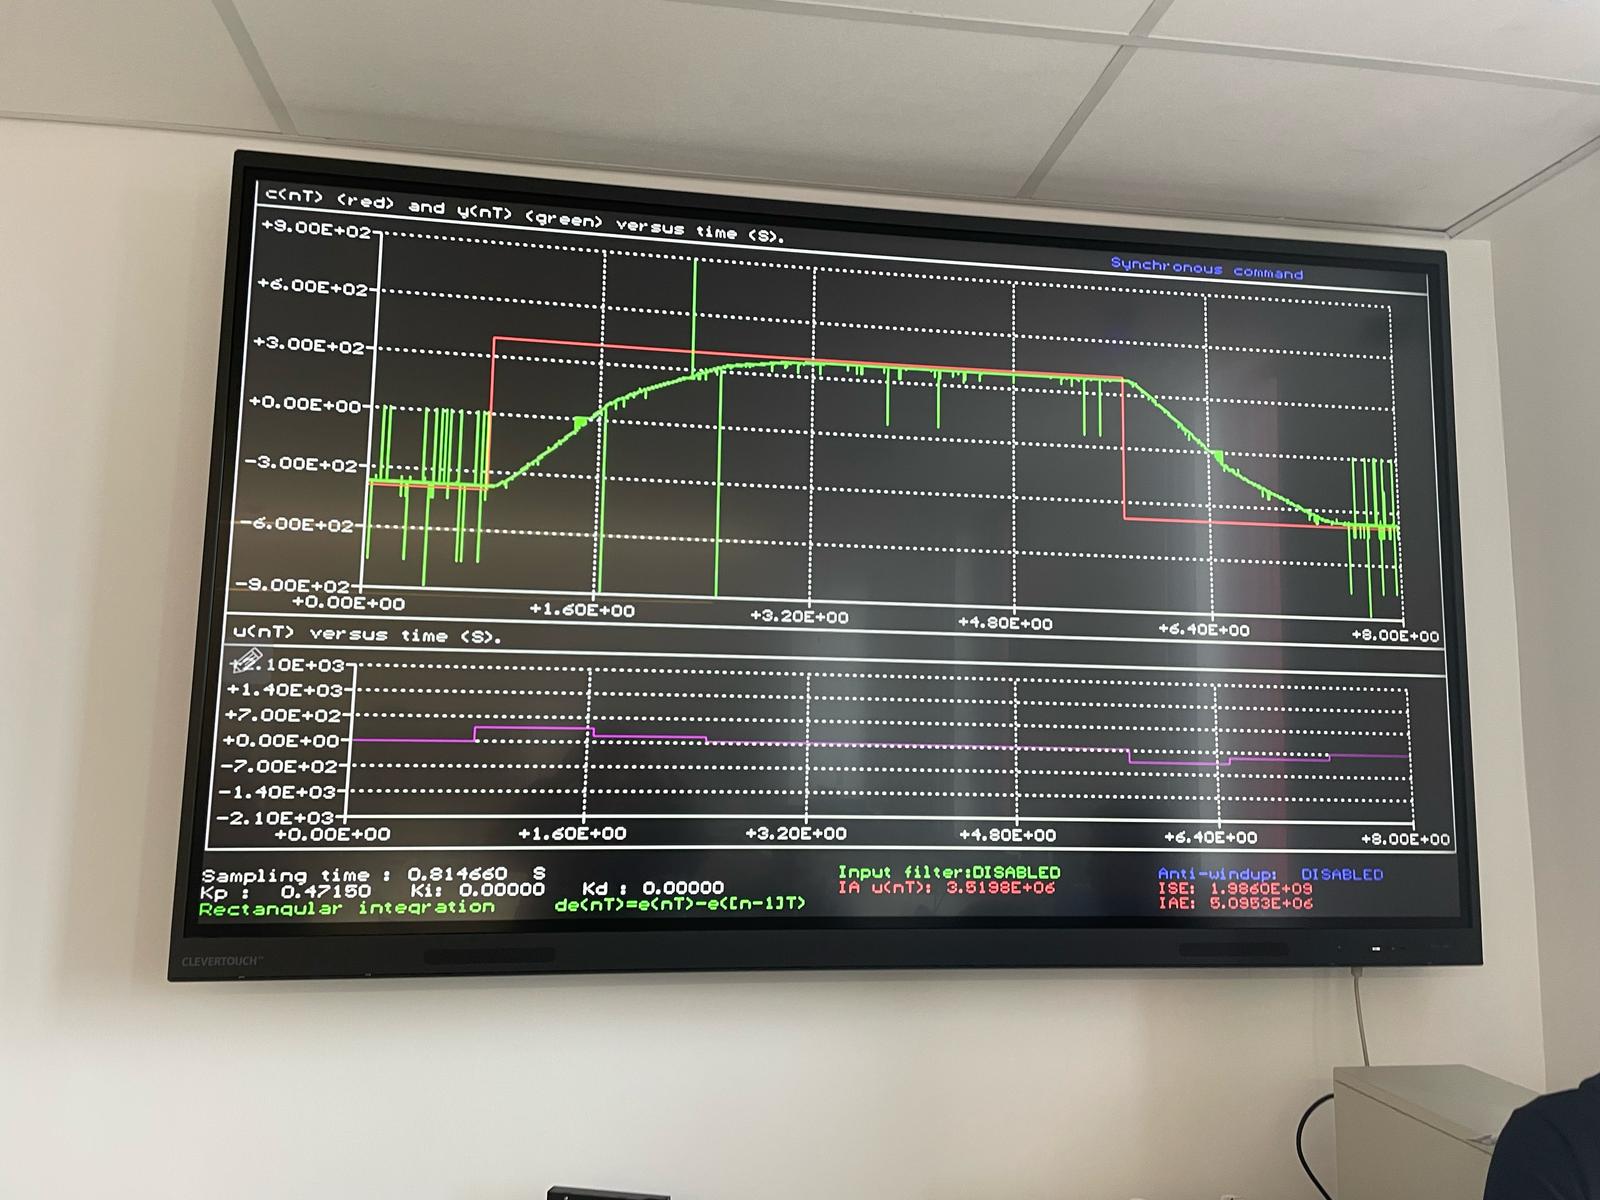 c(nT) (red) and y(nT) (green) versus time (S).
Synchronous command
+9.00E+02
+6.00E+02
+3.00E+02
+0.00E+00
-3.00E+02
-6.00E+02
-9.00E+02
+0.00E+00 +1.60E+00 +3.20E+00 +4.80E+00 +6.40E+00 +8.00E+00
u(nT) versus time (S).
.10E+03
+1.40E+03
+7.00E+02
+0.00E+00
-7.00E+02
-1.40E+03
-2.10E+03
+0.00E+00 +1.60E+00 +3.20E+00 +4.80E+00 +6.40E+00 +8.00E+00
Sampling time : 0.814660 S Input filter:DISABLED Anti-windup: DISABLED
Kp : 0.47150 Ki: 0.00000 Kd : 0.00000 IA u(nT): 3.5198E+06 ISE: 1.9860E+09
Rectangular integration de(nT)=e(nT)-e([n-1]T) IAE: 5.0953E+06
CLEVERTOUCH